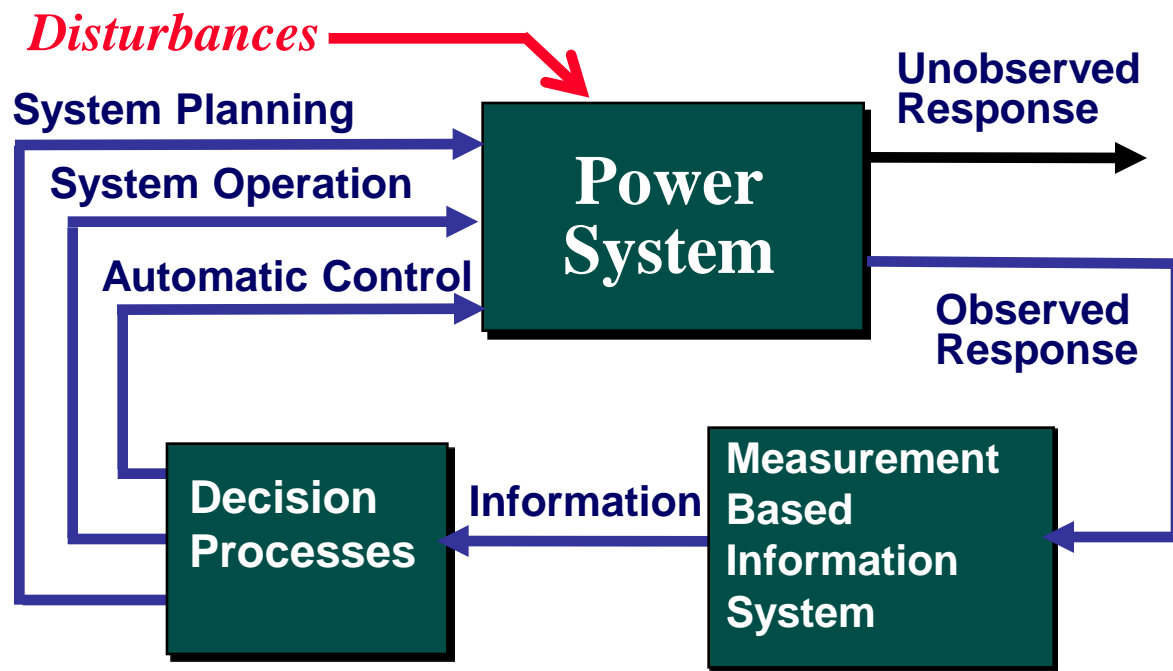 Disturbances
System Planning
System Operation
Automatic Control
Power
System
Unobserved
Response
Observed
Response
Decision
Processes
Information
Measurement
Based
Information
System